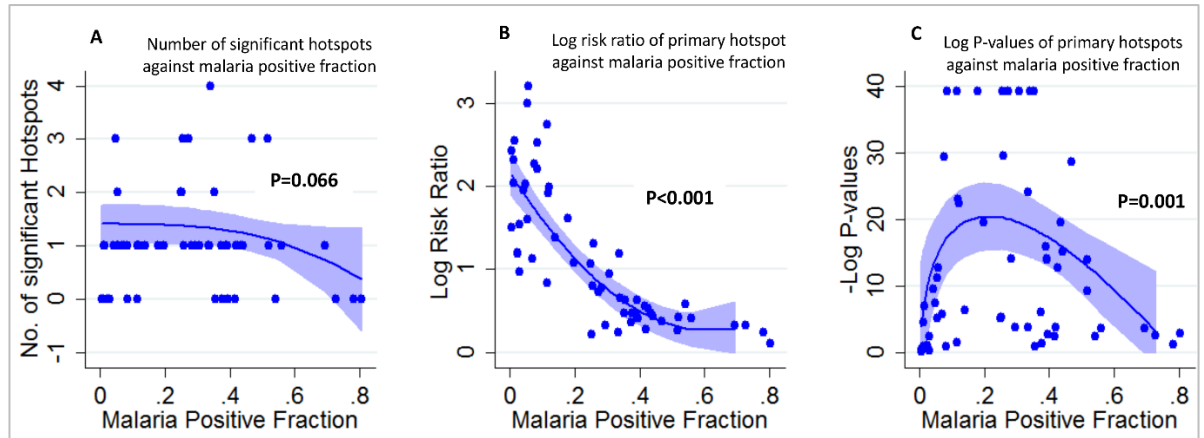 A
Number of significant hotspots
against malaria positive fraction
No. of significant Hotspots
4
3
2
1
0
-1
P=0.066
0 .2 .4 .6 .8
Malaria Positive Fraction
B
Log risk ratio of primary hotspot
against malaria positive fraction
Log Risk Ratio
3
2
1
0
P<0.001
0 .2 .4 .6 .8
Malaria Positive Fraction
C
Log P-values of primary hotspots
against malaria positive fraction
-Log P-values
40
30
20
10
0
P=0.001
0 .2 .4 .6 .8
Malaria Positive Fraction